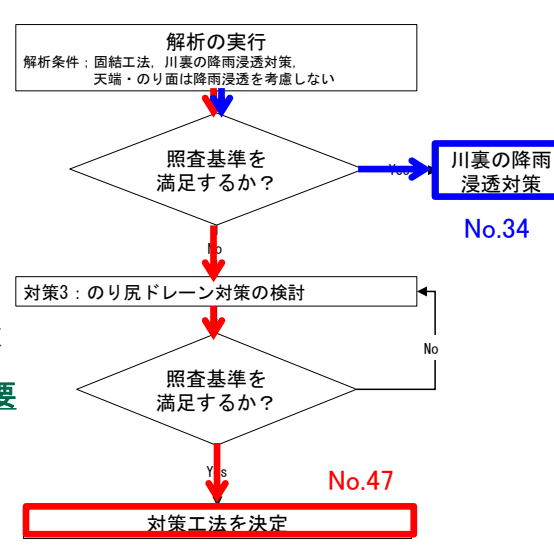 解析の実行
解析条件；固結工法，川裏の降雨浸透対策，
天端・のり面は降雨浸透を考慮しない
照査基準を
満足するか？
Yes
川裏の降雨
浸透対策
No.34
No
対策3：のり尻ドレーン対策の検討
要
照査基準を
満足するか？
No
Yes
No.47
対策工法を決定